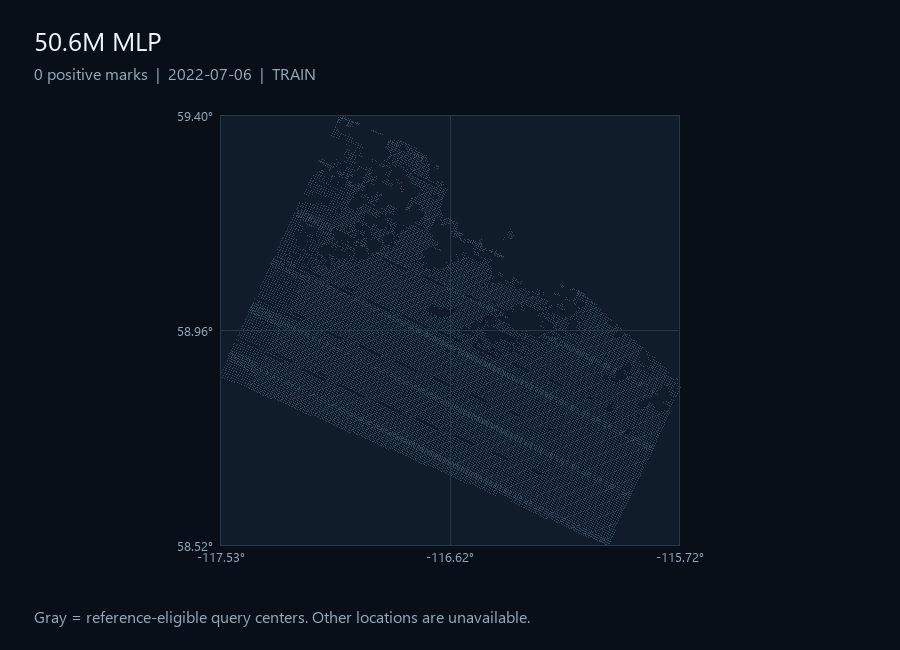 50.6M MLP
0 positive marks | 2022-07-06 | TRAIN
59.40°
58.96°
58.52°
-117.53°
-116.62°
-115.72°
Gray = reference-eligible query centers. Other locations are unavailable.